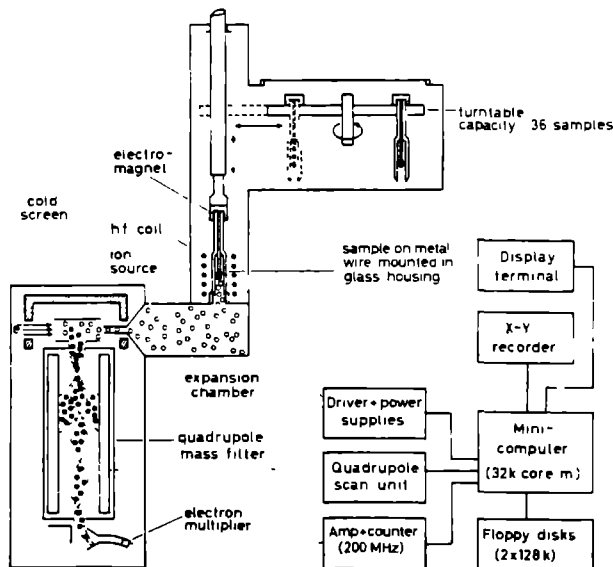 turntable
capacity 36 samples
electro-
magnet
cold
screen
hf coil
ion
source
sample on metal
wire mounted in
glass housing
expansion
chamber
quadrupole
mass filter
electron
multiplier
Display
terminal
X-Y
recorder
Driver+power
supplies
Mini-
computer
(32k core m)
Quadrupole
scan unit
Amp+counter
(200 MHz)
Floppy disks
(2x128k)